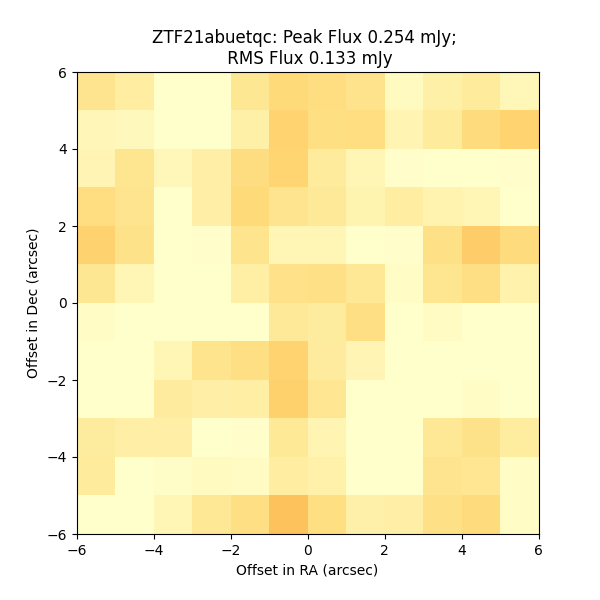 ZTF21abuetqc: Peak Flux 0.254 mJy;
RMS Flux 0.133 mJy
6
4
2
0
−2
−4
−6
Offset in Dec (arcsec)
−6 −4 −2 0 2 4 6
Offset in RA (arcsec)